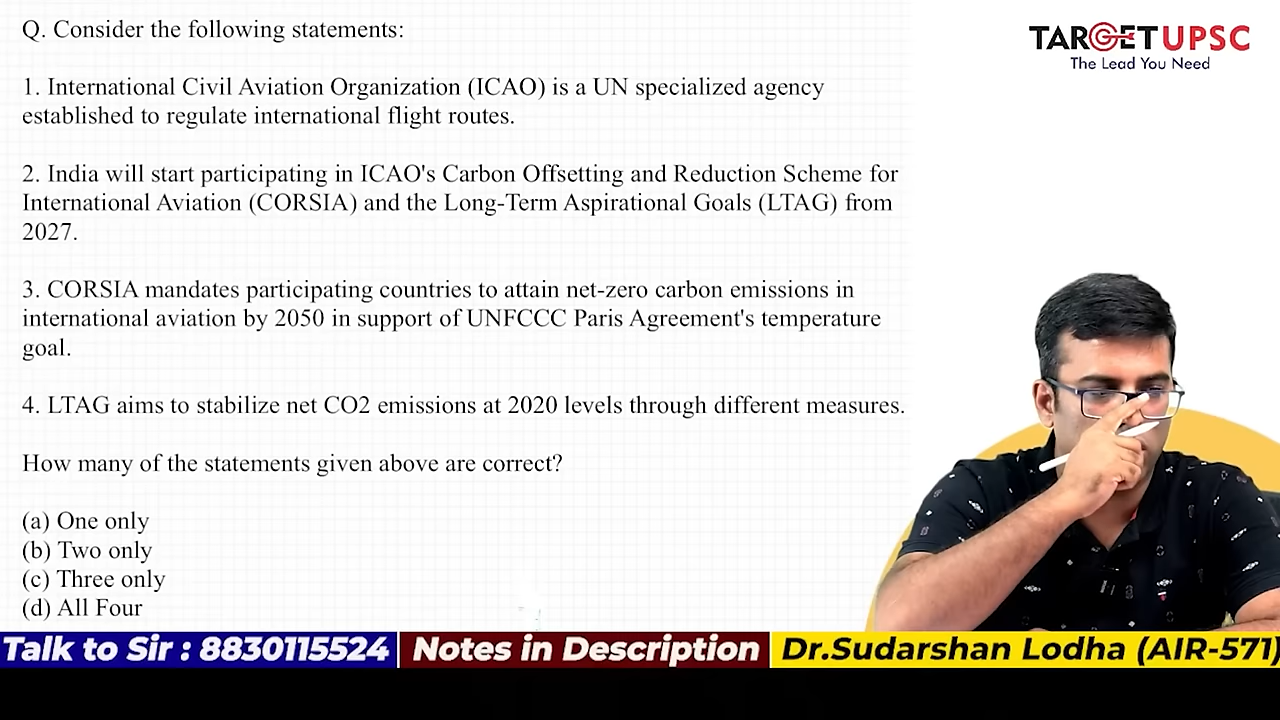 Q. Consider the following statements:
TARGET UPSC
The Lead You Need
1. International Civil Aviation Organization (ICAO) is a UN specialized agency
established to regulate international flight routes.
2. India will start participating in ICAO's Carbon Offsetting and Reduction Scheme for
International Aviation (CORSIA) and the Long-Term Aspirational Goals (LTAG) from
2027.
3. CORSIA mandates participating countries to attain net-zero carbon emissions in
international aviation by 2050 in support of UNFCCC Paris Agreement's temperature
goal.
4. LTAG aims to stabilize net CO2 emissions at 2020 levels through different measures.
How many of the statements given above are correct?
(a) One only
(b) Two only
(c) Three only
(d) All Four
Talk to Sir : 8830115524
Notes in Description
Dr.Sudarshan Lodha (AIR-571)